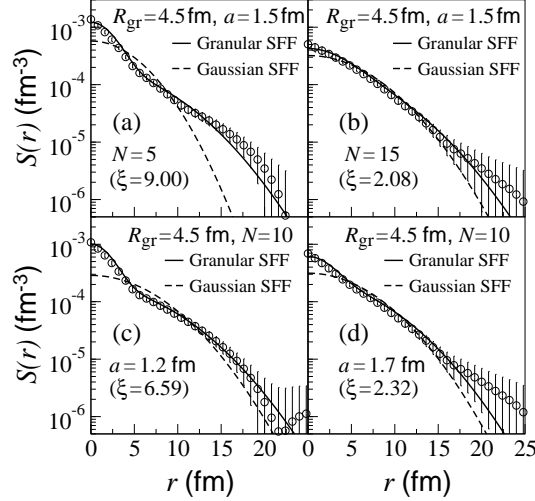 R_gr=4.5 fm, a=1.5 fm
R_gr=4.5 fm, a=1.5 fm
10^-3
Granular SFF
Granular SFF
Gaussian SFF
Gaussian SFF
10^-4
S(r) (fm^-3)
(a)
(b)
10^-5
N=5
N=15
(ξ=9.00)
(ξ=2.08)
10^-6
R_gr=4.5 fm, N=10
R_gr=4.5 fm, N=10
10^-3
Granular SFF
Granular SFF
Gaussian SFF
Gaussian SFF
10^-4
S(r) (fm^-3)
(c)
(d)
10^-5
a=1.2 fm
a=1.7 fm
(ξ=6.59)
(ξ=2.32)
10^-6
0 5 10 15 20 0 5 10 15 20 25
r (fm)
r (fm)